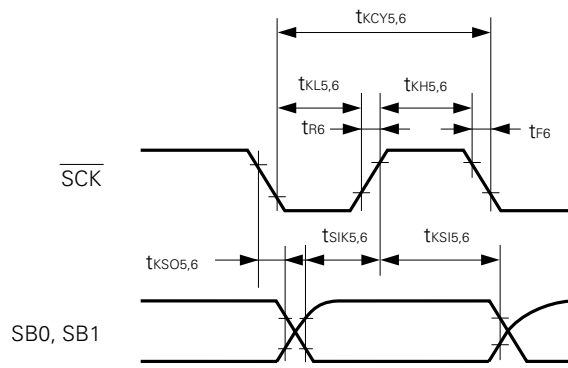 tKCY5,6
tKL5,6 tKH5,6
tR6 tF6
SCK
tKSO5,6 tSIK5,6 tKSI5,6
SB0, SB1